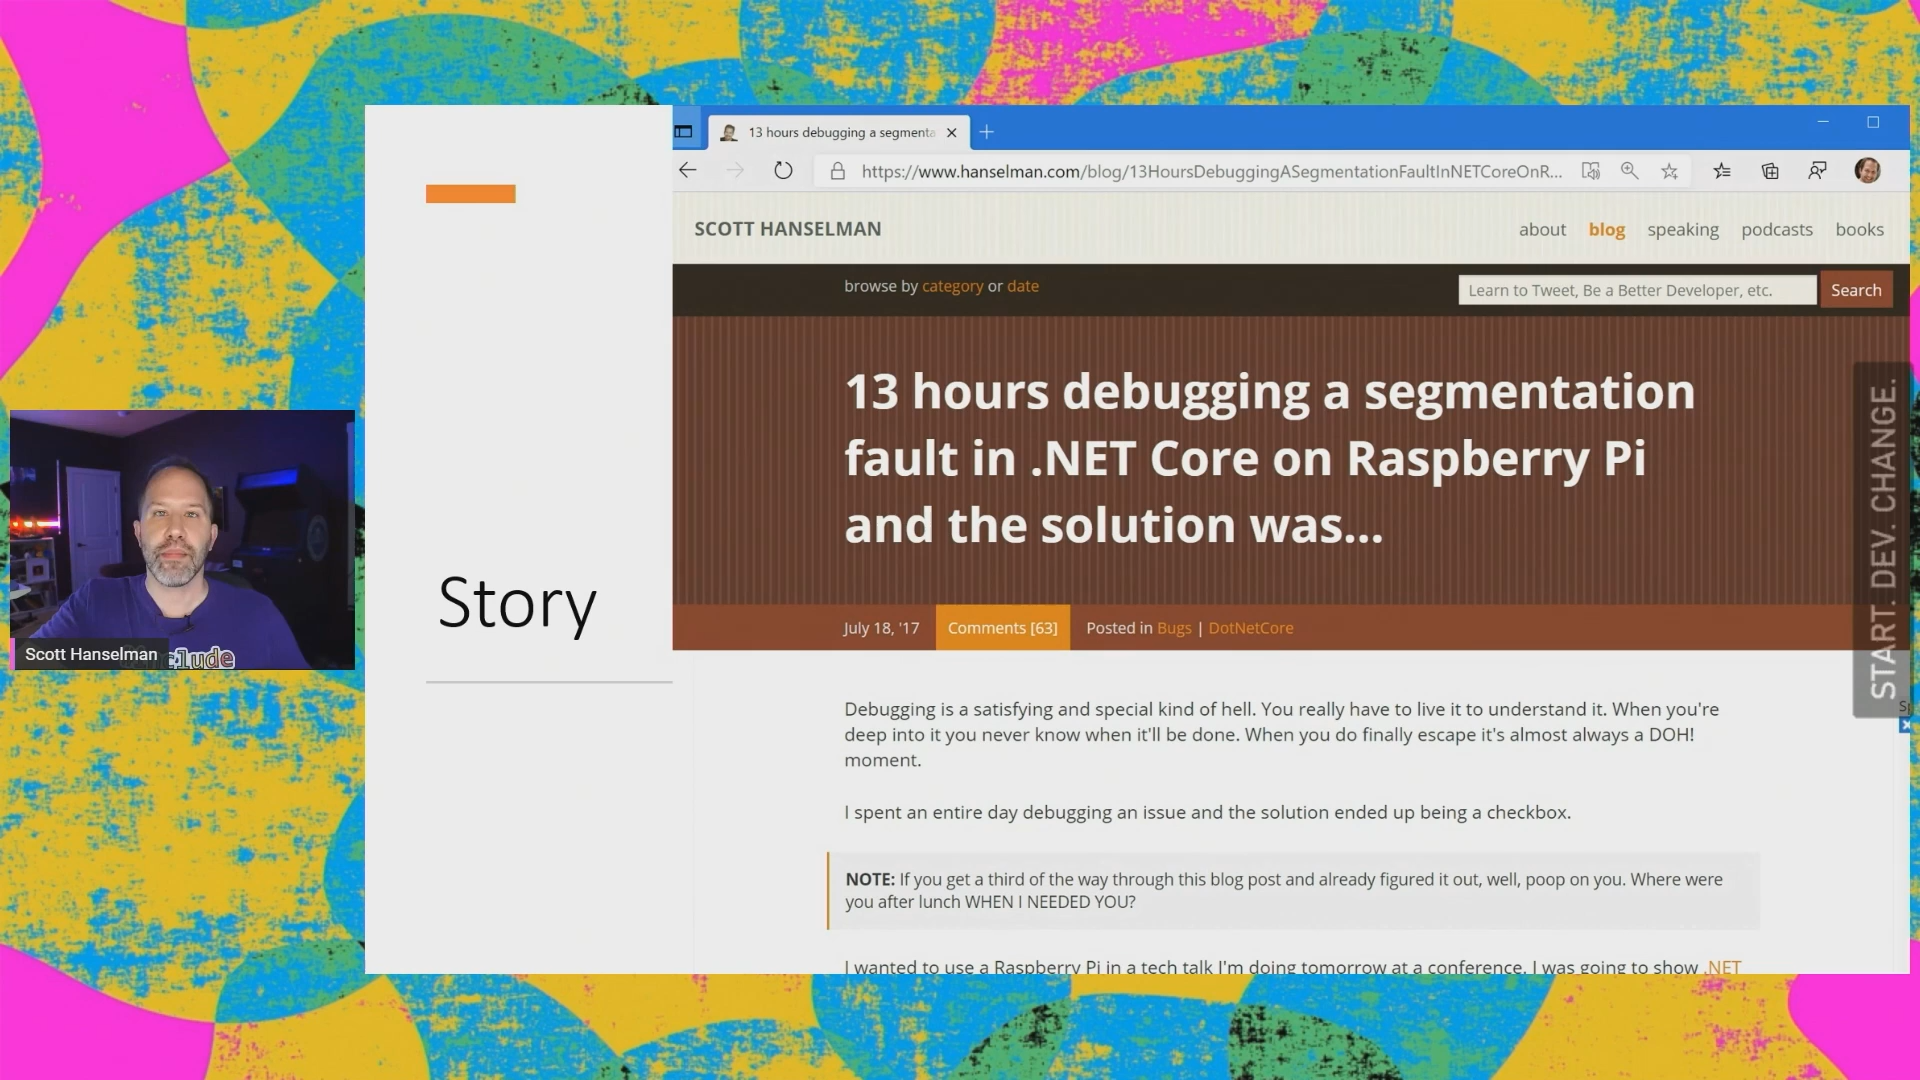 13 hours debugging a segmenta
https://www.hanselman.com/blog/13HoursDebuggingASegmentationFaultInNETCoreOnR...
SCOTT HANSELMAN
about blog speaking podcasts books
browse by category or date
Learn to Tweet, Be a Better Developer, etc. Search
13 hours debugging a segmentation
fault in .NET Core on Raspberry Pi
and the solution was...
July 18, '17 Comments [63] Posted in Bugs | DotNetCore
Debugging is a satisfying and special kind of hell. You really have to live it to understand it. When you're
deep into it you never know when it'll be done. When you do finally escape it's almost always a DOH!
moment.
I spent an entire day debugging an issue and the solution ended up being a checkbox.
NOTE: If you get a third of the way through this blog post and already figured it out, well, poop on you. Where were
you after lunch WHEN I NEEDED YOU?
I wanted to use a Raspberry Pi in a tech talk I'm doing tomorrow at a conference. I was going to show .NET
Story
Scott Hanselman
clude
START. DEV. CHANGE.
Sp